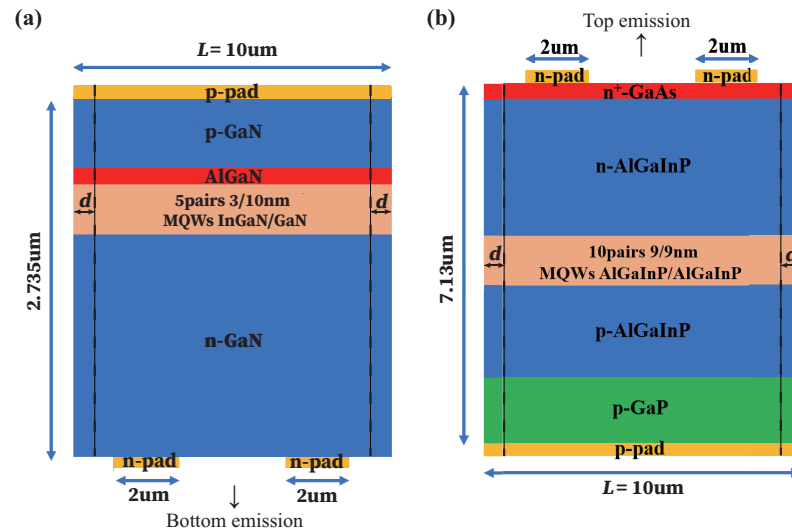 (a)
L= 10um
p-pad
p-GaN
AlGaN
d
5pairs 3/10nm
MQWs InGaN/GaN
d
2.735um
n-GaN
n-pad
n-pad
2um
2um
Bottom emission
(b)
Top emission
2um
2um
n-pad
n-pad
n⁺-GaAs
n-AlGaInP
d
10pairs 9/9nm
MQWs AlGaInP/AlGaInP
d
7.13um
p-AlGaInP
p-GaP
p-pad
L= 10um